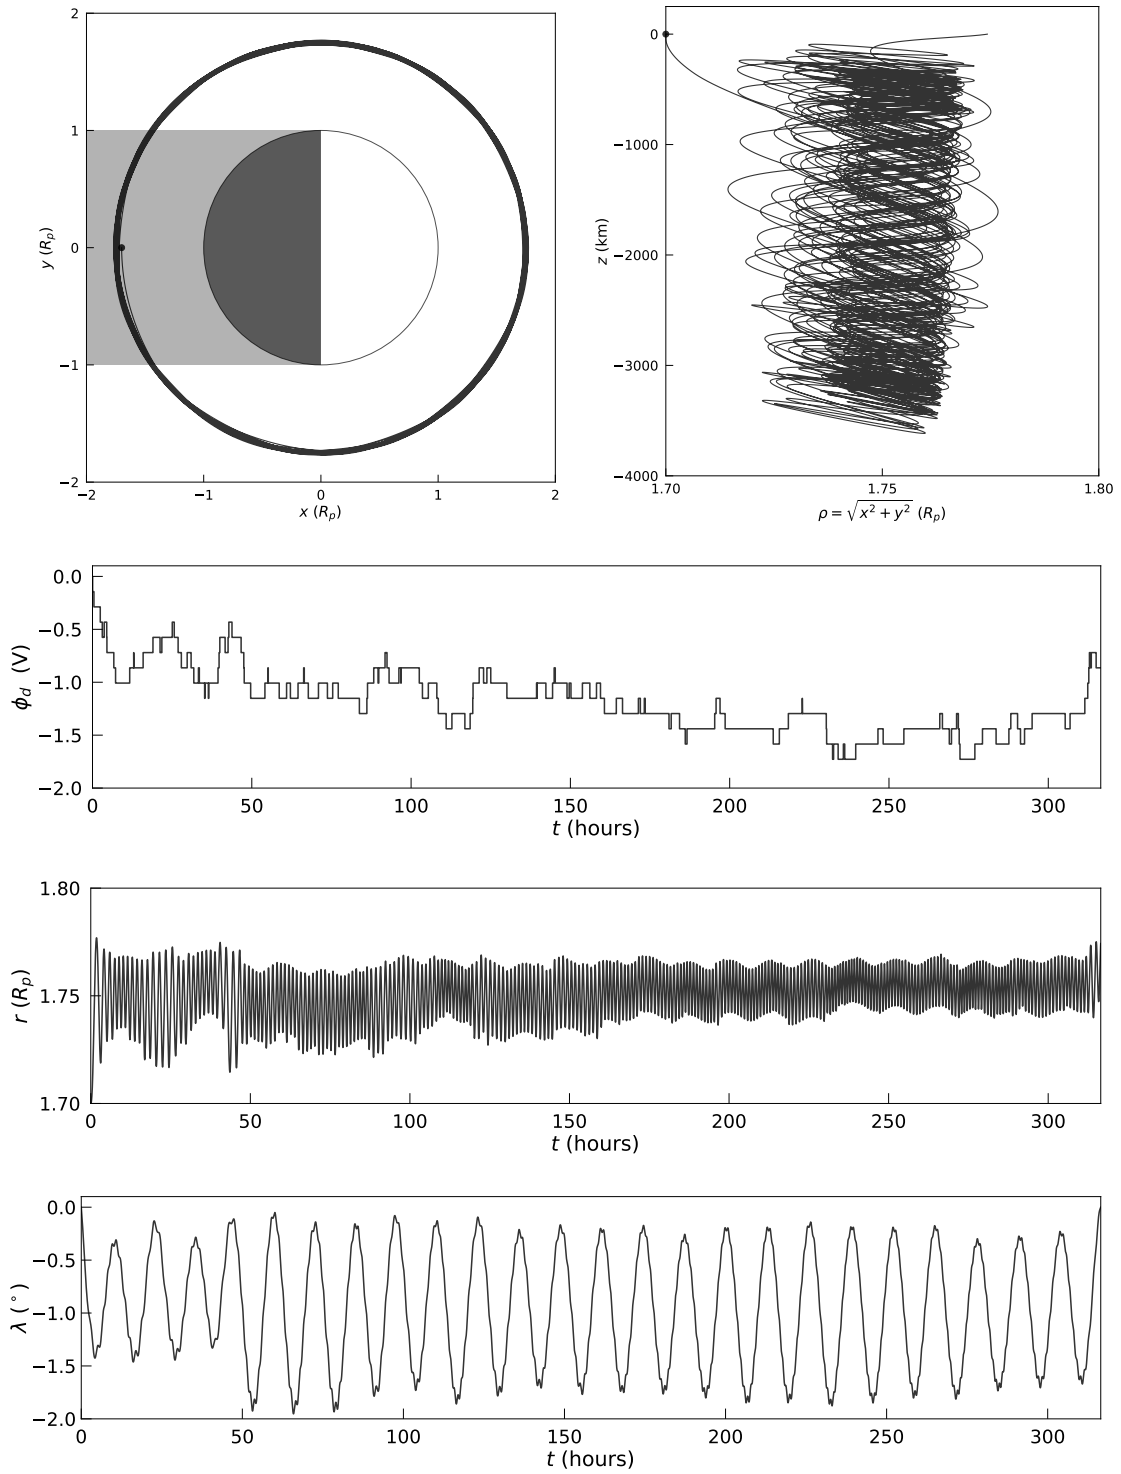 2
1
0
−1
−2
y (Rₚ)
−2 −1 0 1 2
x (Rₚ)
0
−1000
−2000
−3000
−4000
z (km)
1.70 1.75 1.80
ρ = √x² + y² (Rₚ)
0.0
−0.5
−1.0
−1.5
−2.0
ϕ_d (V)
0 50 100 150 200 250 300
t (hours)
1.80
1.75
1.70
r (Rₚ)
0 50 100 150 200 250 300
t (hours)
0.0
−0.5
−1.0
−1.5
−2.0
λ (°)
0 50 100 150 200 250 300
t (hours)